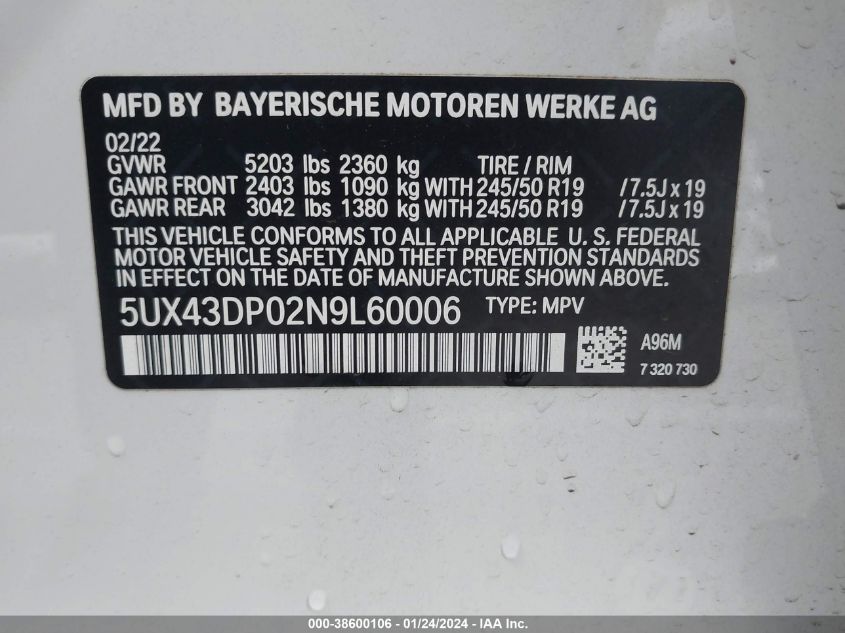 MFD BY BAYERISCHE MOTOREN WERKE AG
02/22
GVWR 5203 lbs 2360 kg TIRE / RIM
GAWR FRONT 2403 lbs 1090 kg WITH 245/50 R19 /7.5J x 19
GAWR REAR 3042 lbs 1380 kg WITH 245/50 R19 /7.5J x 19
THIS VEHICLE CONFORMS TO ALL APPLICABLE U. S. FEDERAL
MOTOR VEHICLE SAFETY AND THEFT PREVENTION STANDARDS
IN EFFECT ON THE DATE OF MANUFACTURE SHOWN ABOVE.
5UX43DP02N9L60006 TYPE: MPV
A96M
7 320 730
000-38600106 - 01/24/2024 - IAAI Inc.